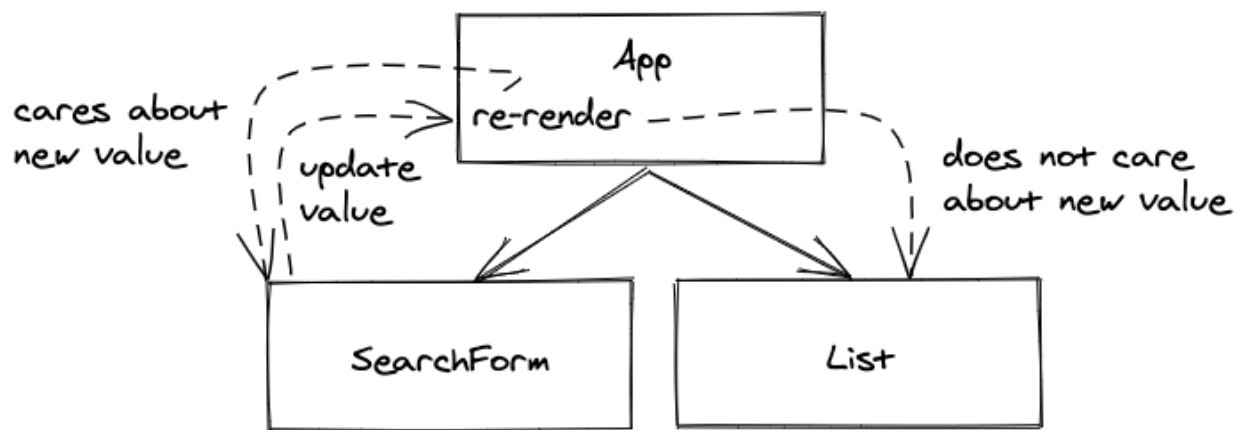 App
re-render
cares about
new value
update
value
does not care
about new value
SearchForm
List